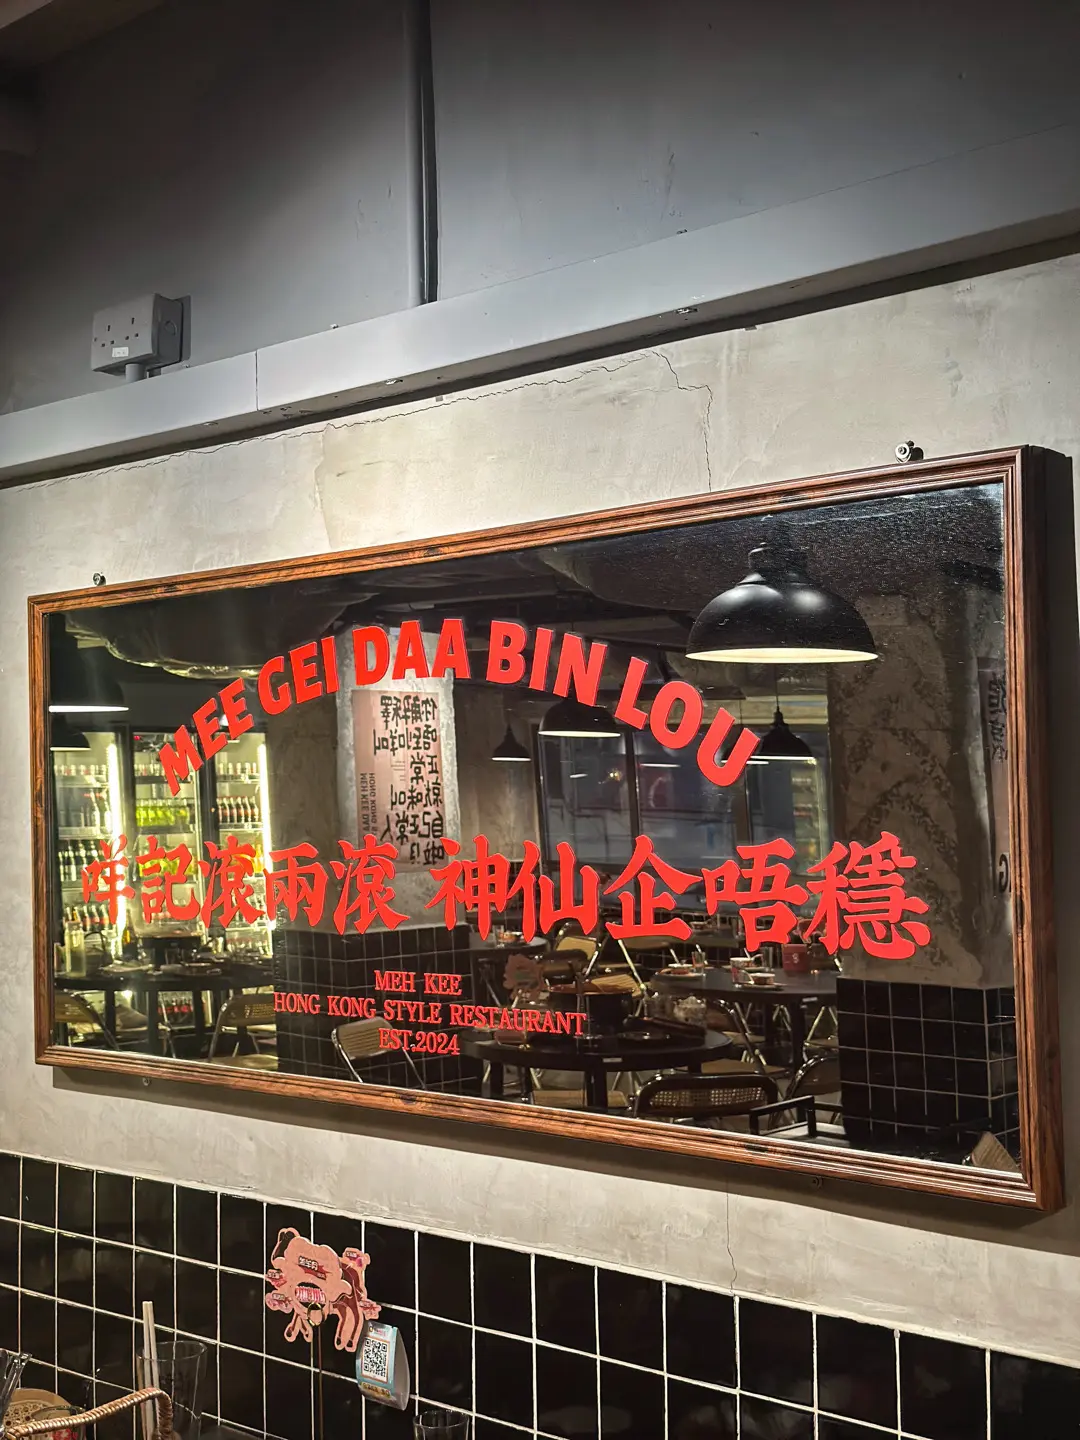 MEE GEI DAA BIN LOU
咩記滾兩滾 神仙企唔穩
MEH KEE
HONG KONG STYLE RESTAURANT
EST.2024